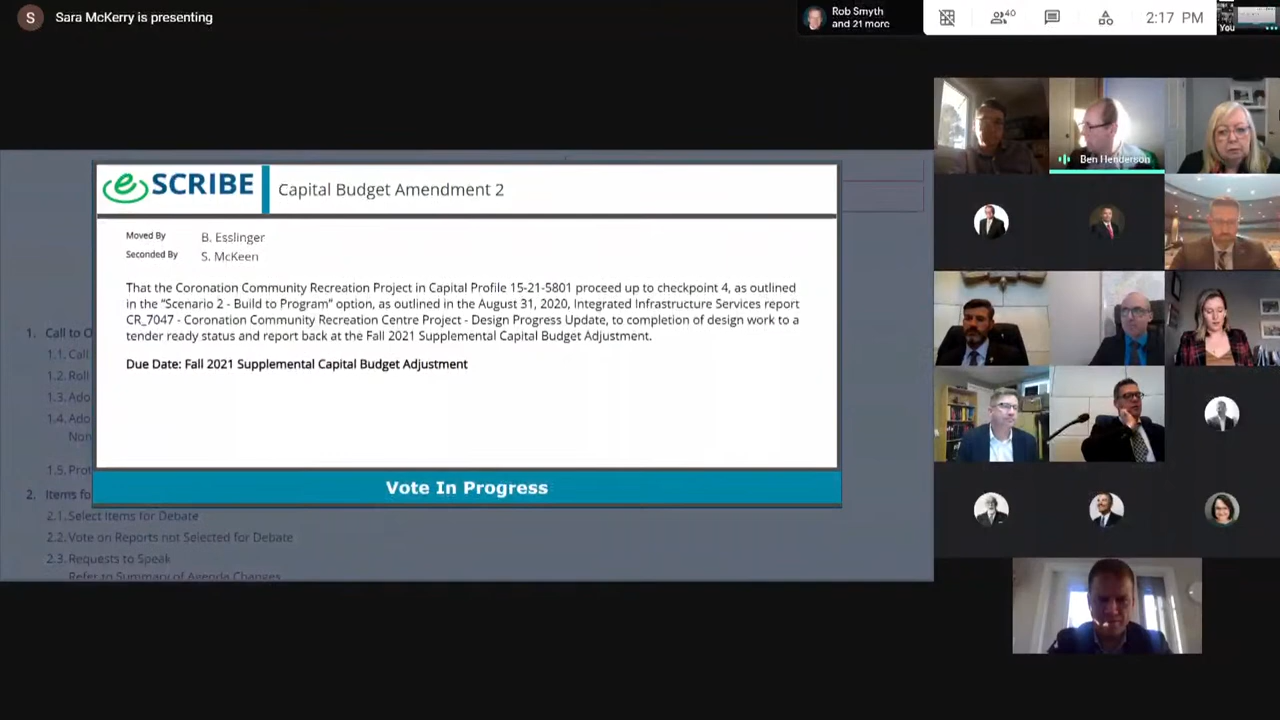 S
Sara McKerry is presenting
Rob Smyth
and 21 more
40
2:17 PM
You
Ben Henderson
eSCRIBE
Capital Budget Amendment 2
Moved By B. Esslinger
Seconded By S. McKeen
That the Coronation Community Recreation Project in Capital Profile 15-21-5801 proceed up to checkpoint 4, as outlined
in the "Scenario 2 - Build to Program" option, as outlined in the August 31, 2020, Integrated Infrastructure Services report
CR_7047 - Coronation Community Recreation Centre Project - Design Progress Update, to completion of design work to a
tender ready status and report back at the Fall 2021 Supplemental Capital Budget Adjustment.
Due Date: Fall 2021 Supplemental Capital Budget Adjustment
Vote In Progress
1. Call to O
1.1. Call
1.2. Roll
1.3. Ado
1.4. Ado
Non
1.5. Prot
2. Items fo
2.1. Select Items for Debate
2.2. Vote on Reports not Selected for Debate
2.3. Requests to Speak
Refer to Summary of Agenda Changes